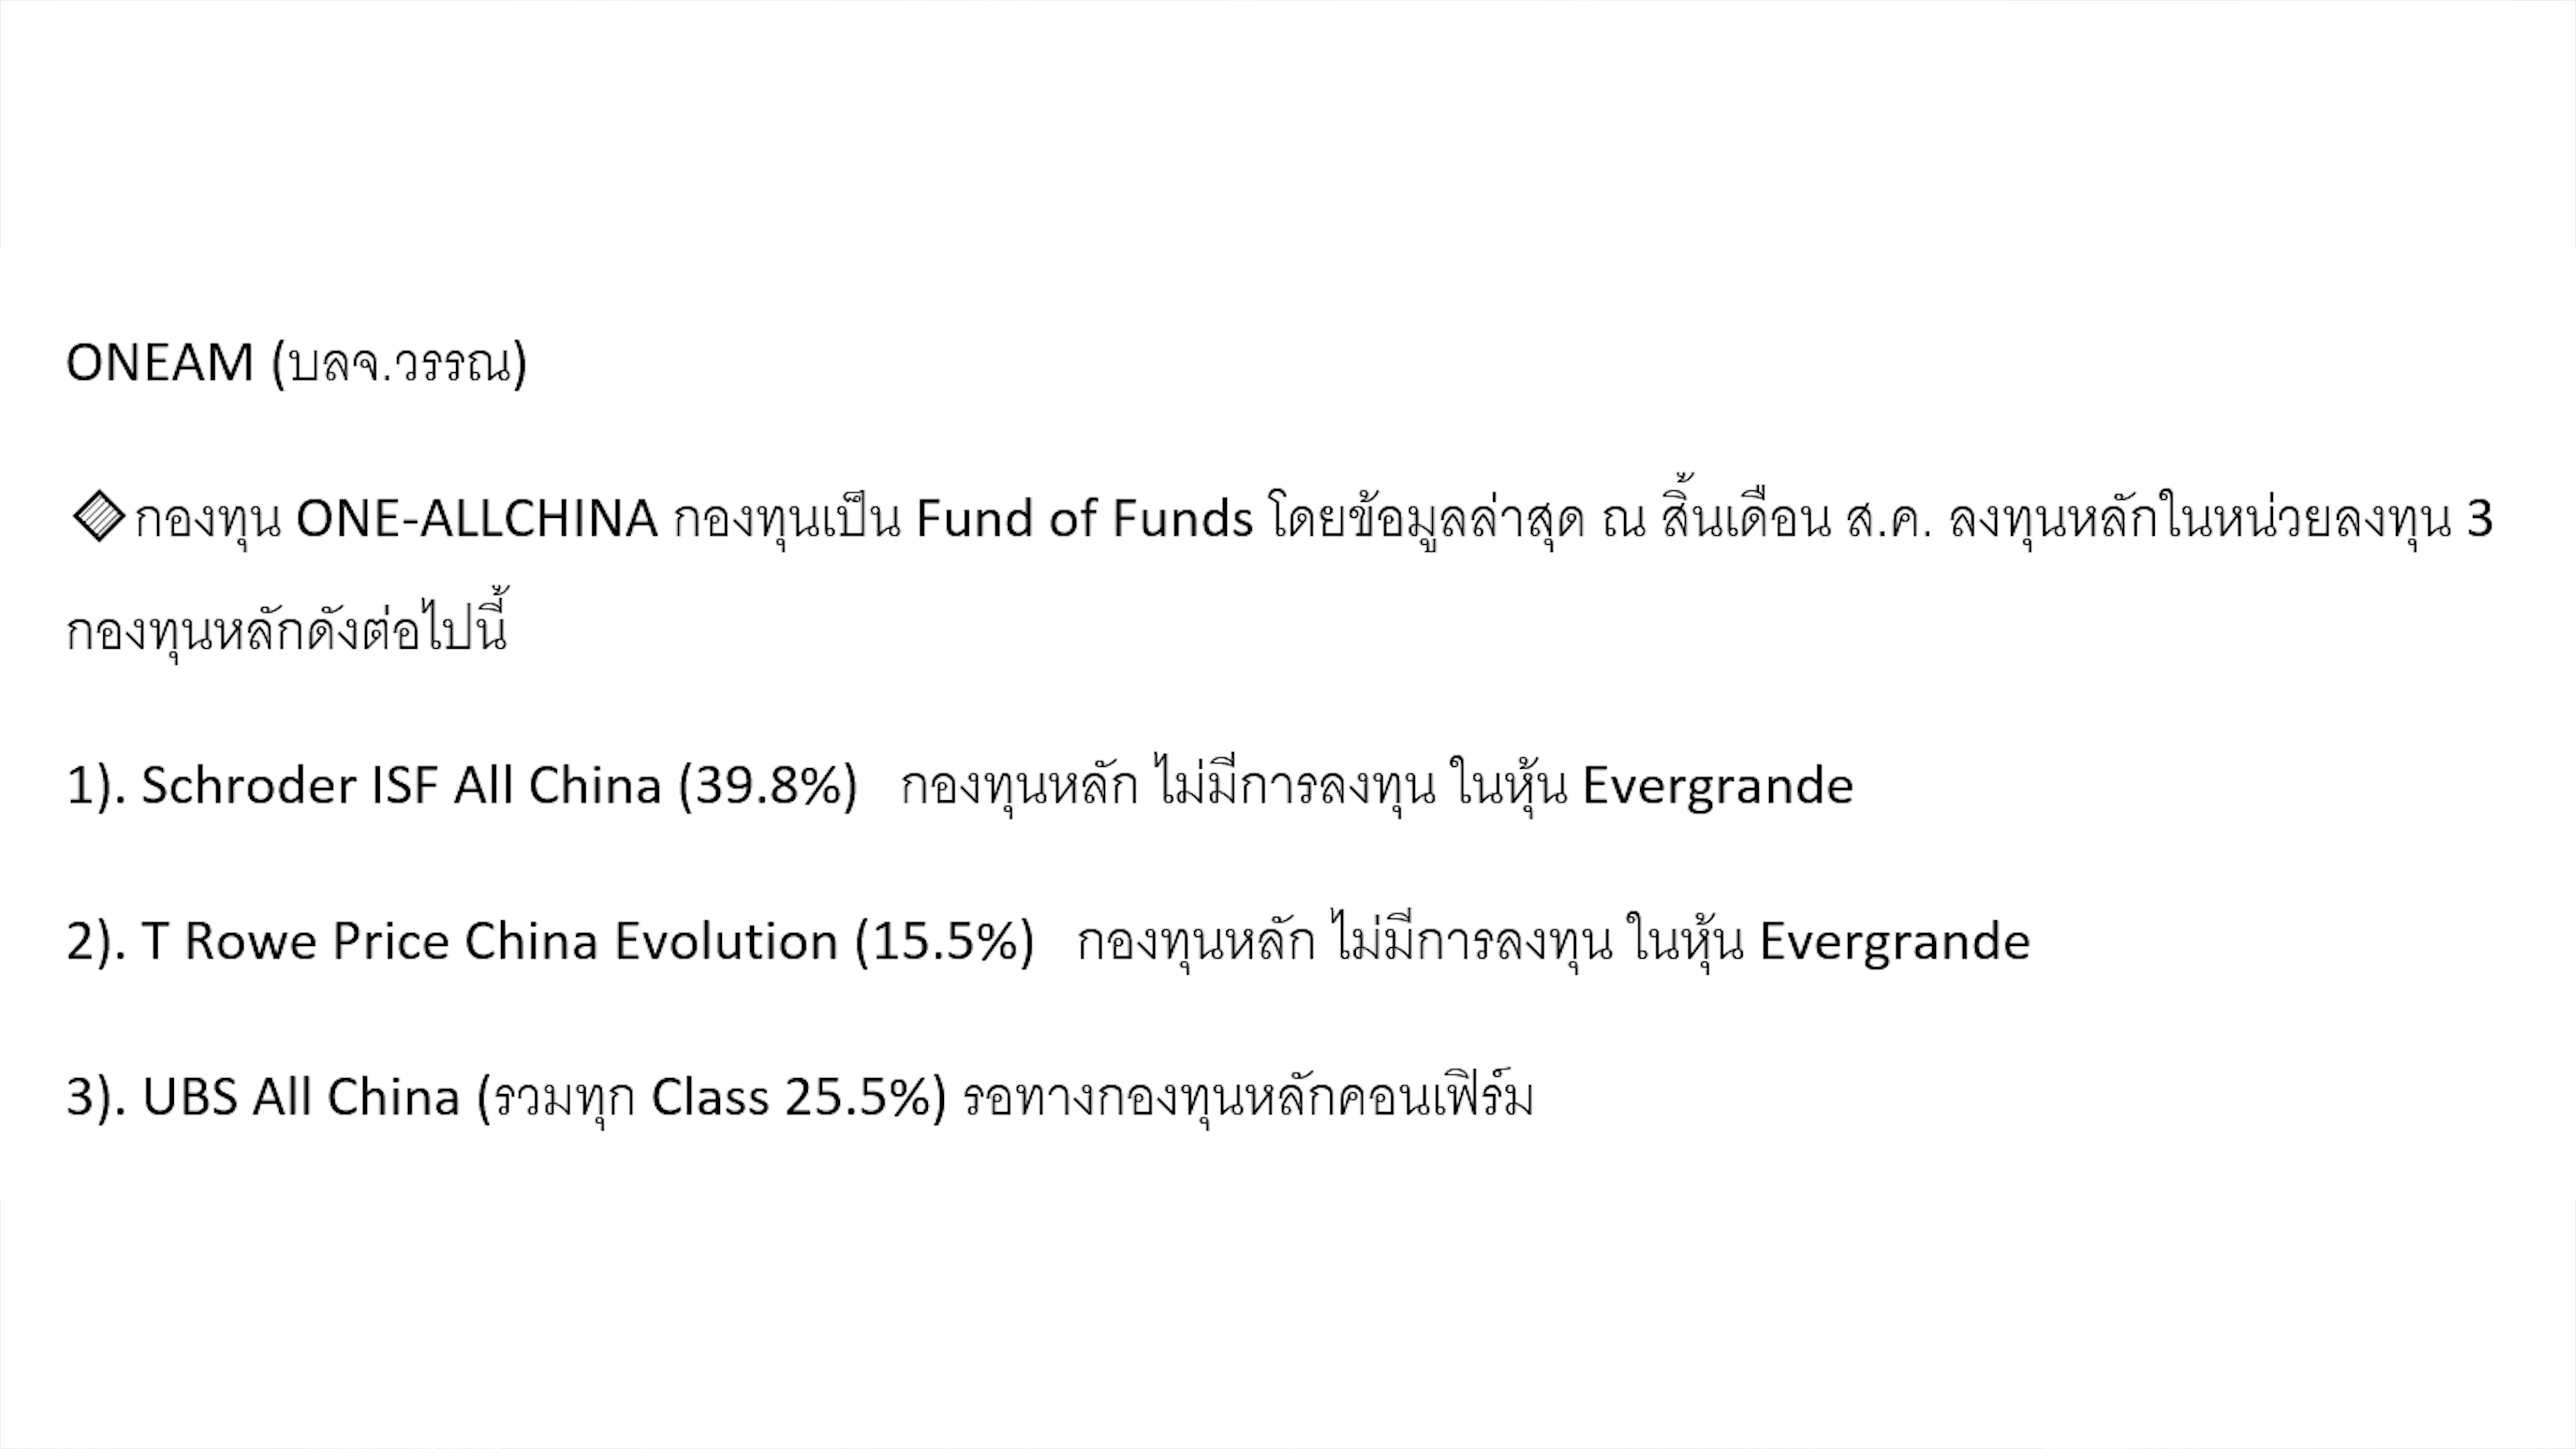 ONEAM (บลจ.วรรณ)
◈กองทุน ONE-ALLCHINA กองทุนเป็น Fund of Funds โดยข้อมูลล่าสุด ณ สิ้นเดือน ส.ค. ลงทุนหลักในหน่วยลงทุน 3
กองทุนหลักดังต่อไปนี้
1). Schroder ISF All China (39.8%)   กองทุนหลัก ไม่มีการลงทุน ในหุ้น Evergrande
2). T Rowe Price China Evolution (15.5%)   กองทุนหลัก ไม่มีการลงทุน ในหุ้น Evergrande
3). UBS All China (รวมทุก Class 25.5%) รอทางกองทุนหลักคอนเฟิร์ม